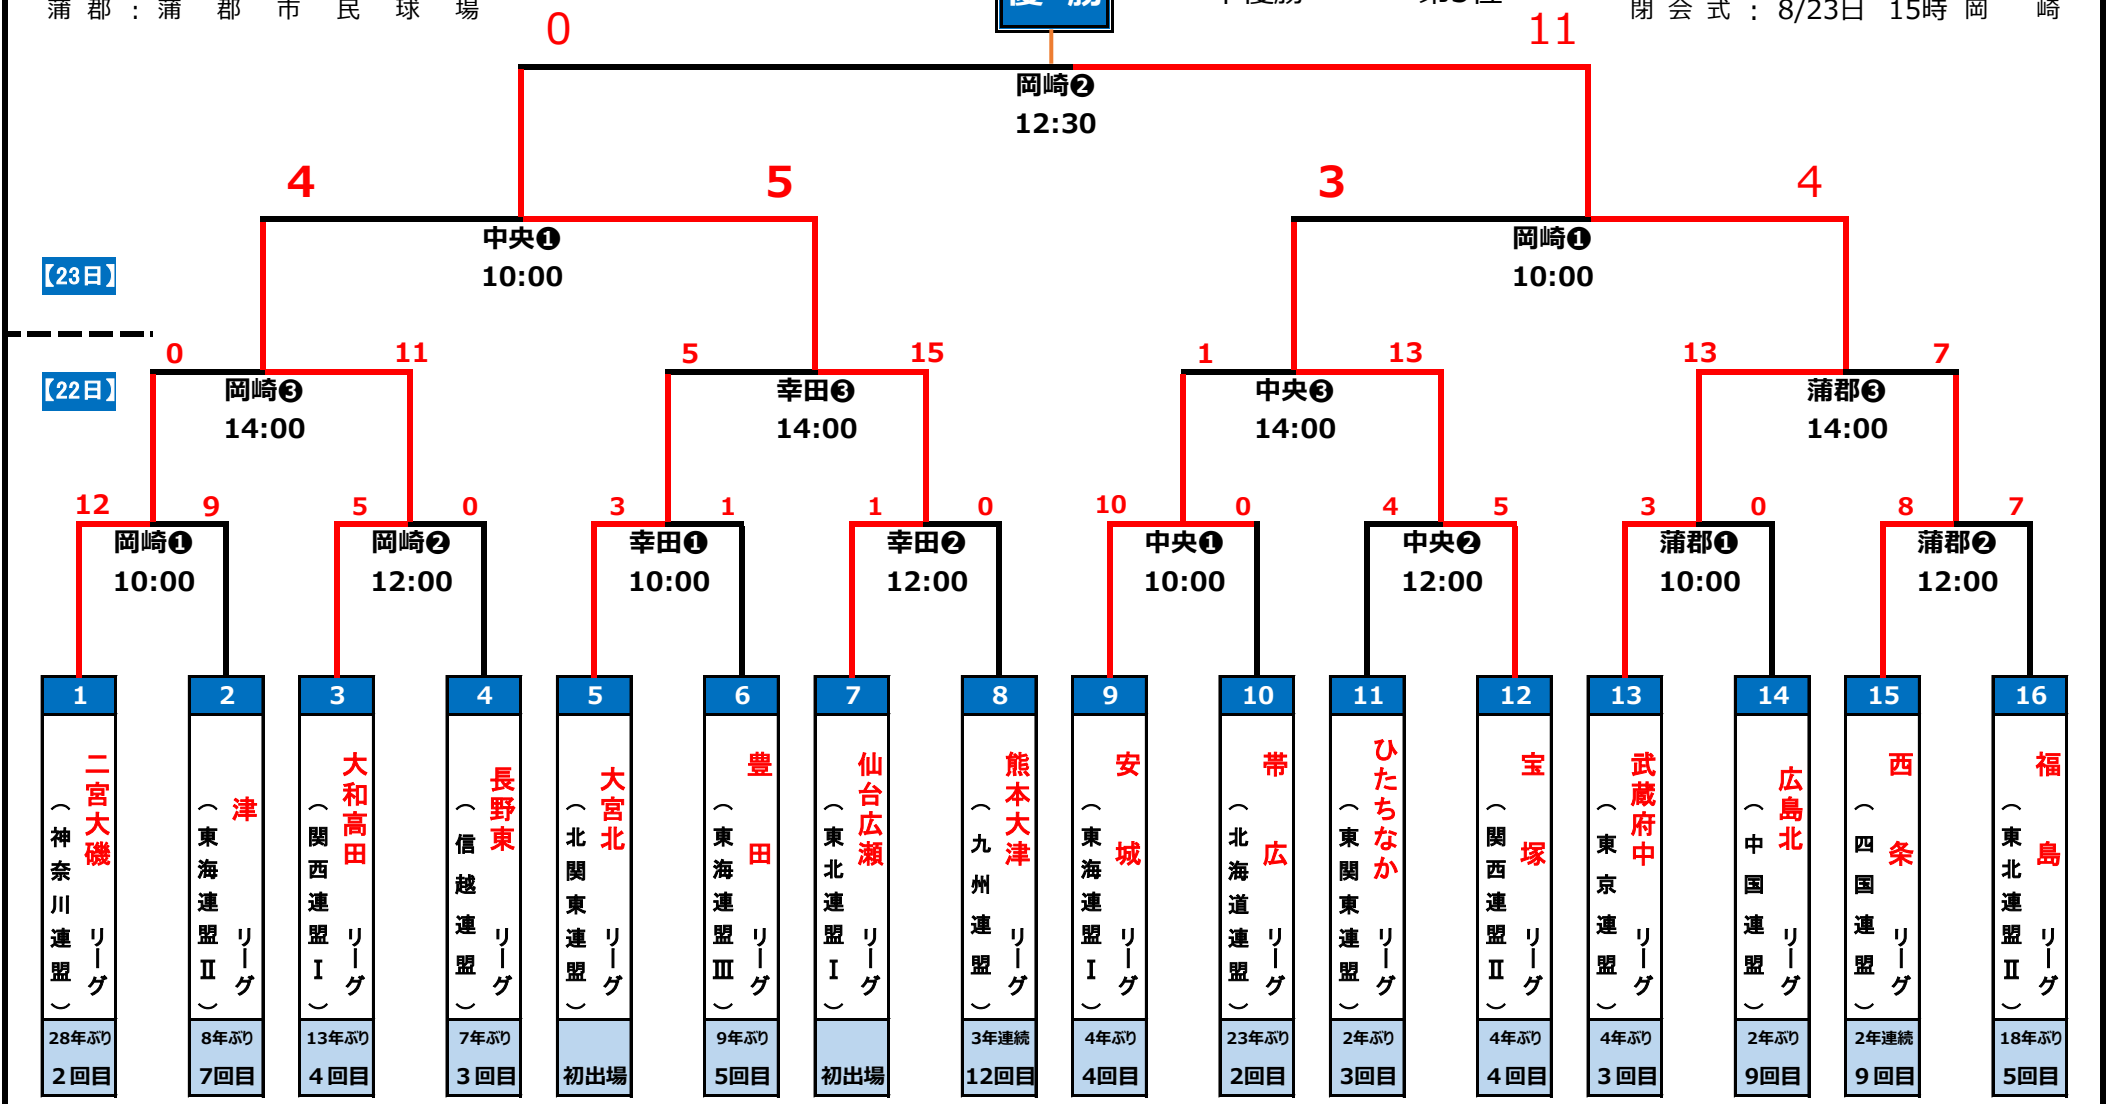 蒲郡：蒲郡市民球場
優勝
準優勝
第3位
閉会式：8/23日 15時 岡崎
0
11
岡崎❷
12:30
4
5
3
4
中央❶
10:00
岡崎❶
10:00
【23日】
【22日】
0
11
5
15
1
13
13
7
岡崎❸
14:00
幸田❸
14:00
中央❸
14:00
蒲郡❸
14:00
12
9
5
0
3
1
1
0
10
0
4
5
3
0
8
7
岡崎❶
10:00
岡崎❷
12:00
幸田❶
10:00
幸田❷
12:00
中央❶
10:00
中央❷
12:00
蒲郡❶
10:00
蒲郡❷
12:00
1
二宮大磯リーグ
（神奈川連盟）
28年ぶり
2回目
2
津リーグ
（東海連盟Ⅱ）
8年ぶり
7回目
3
大和高田リーグ
（関西連盟Ⅰ）
13年ぶり
4回目
4
長野東リーグ
（信越連盟）
7年ぶり
3回目
5
大宮北リーグ
（北関東連盟）
初出場
6
豊田リーグ
（東海連盟Ⅲ）
9年ぶり
5回目
7
仙台広瀬リーグ
（東北連盟Ⅰ）
初出場
8
熊本大津リーグ
（九州連盟）
3年連続
12回目
9
安城リーグ
（東海連盟Ⅰ）
4年ぶり
4回目
10
帯広リーグ
（北海道連盟）
23年ぶり
2回目
11
ひたちなかリーグ
（東関東連盟）
2年ぶり
3回目
12
宝塚リーグ
（関西連盟Ⅱ）
4年ぶり
4回目
13
武蔵府中リーグ
（東京連盟）
4年ぶり
3回目
14
広島北リーグ
（中国連盟）
2年ぶり
9回目
15
西条リーグ
（四国連盟）
2年連続
9回目
16
福島リーグ
（東北連盟Ⅱ）
18年ぶり
5回目